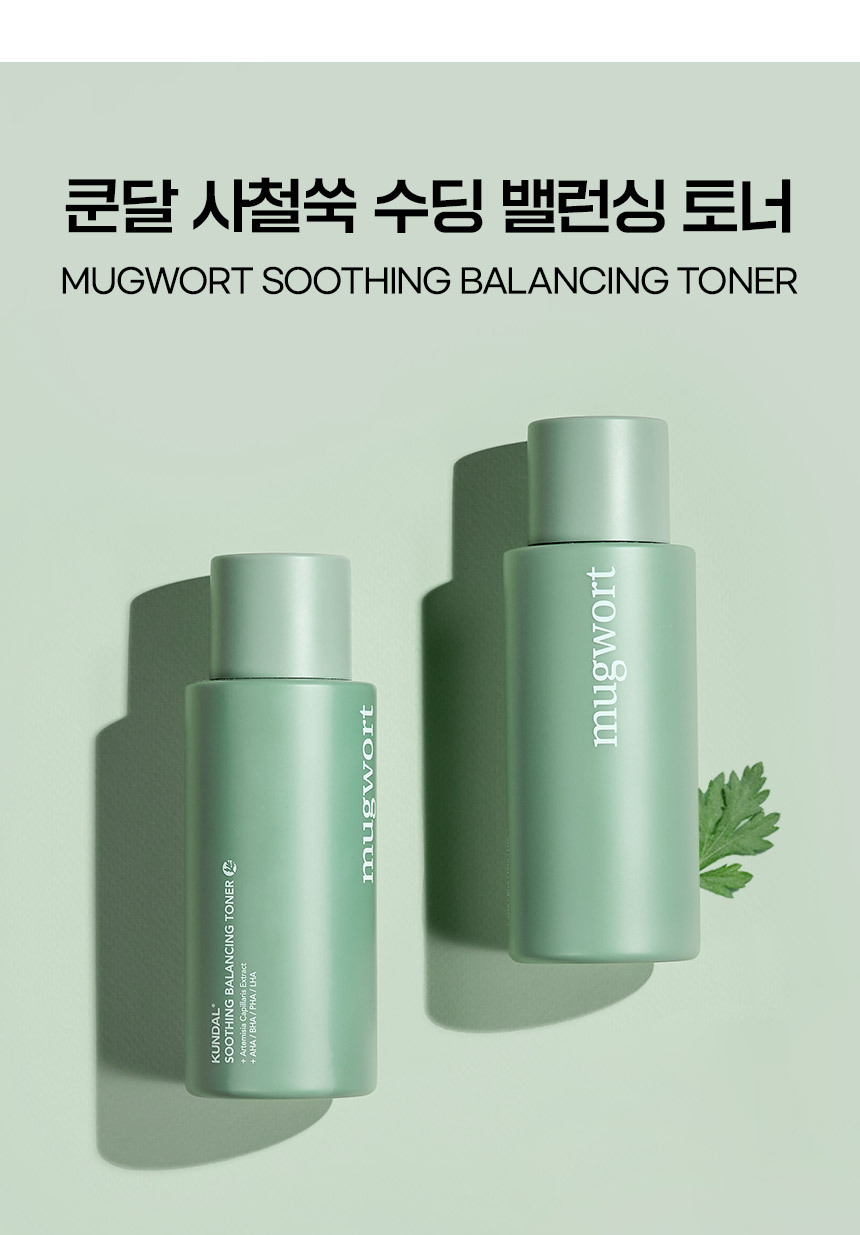 쿤달 사철쑥 수딩 밸런싱 토너
MUGWORT SOOTHING BALANCING TONER
mugwort
mugwort
KUNDAL®
SOOTHING BALANCING TONER
+ Artemisia Capillaris Extract
+ AHA / BHA / PHA / LHA